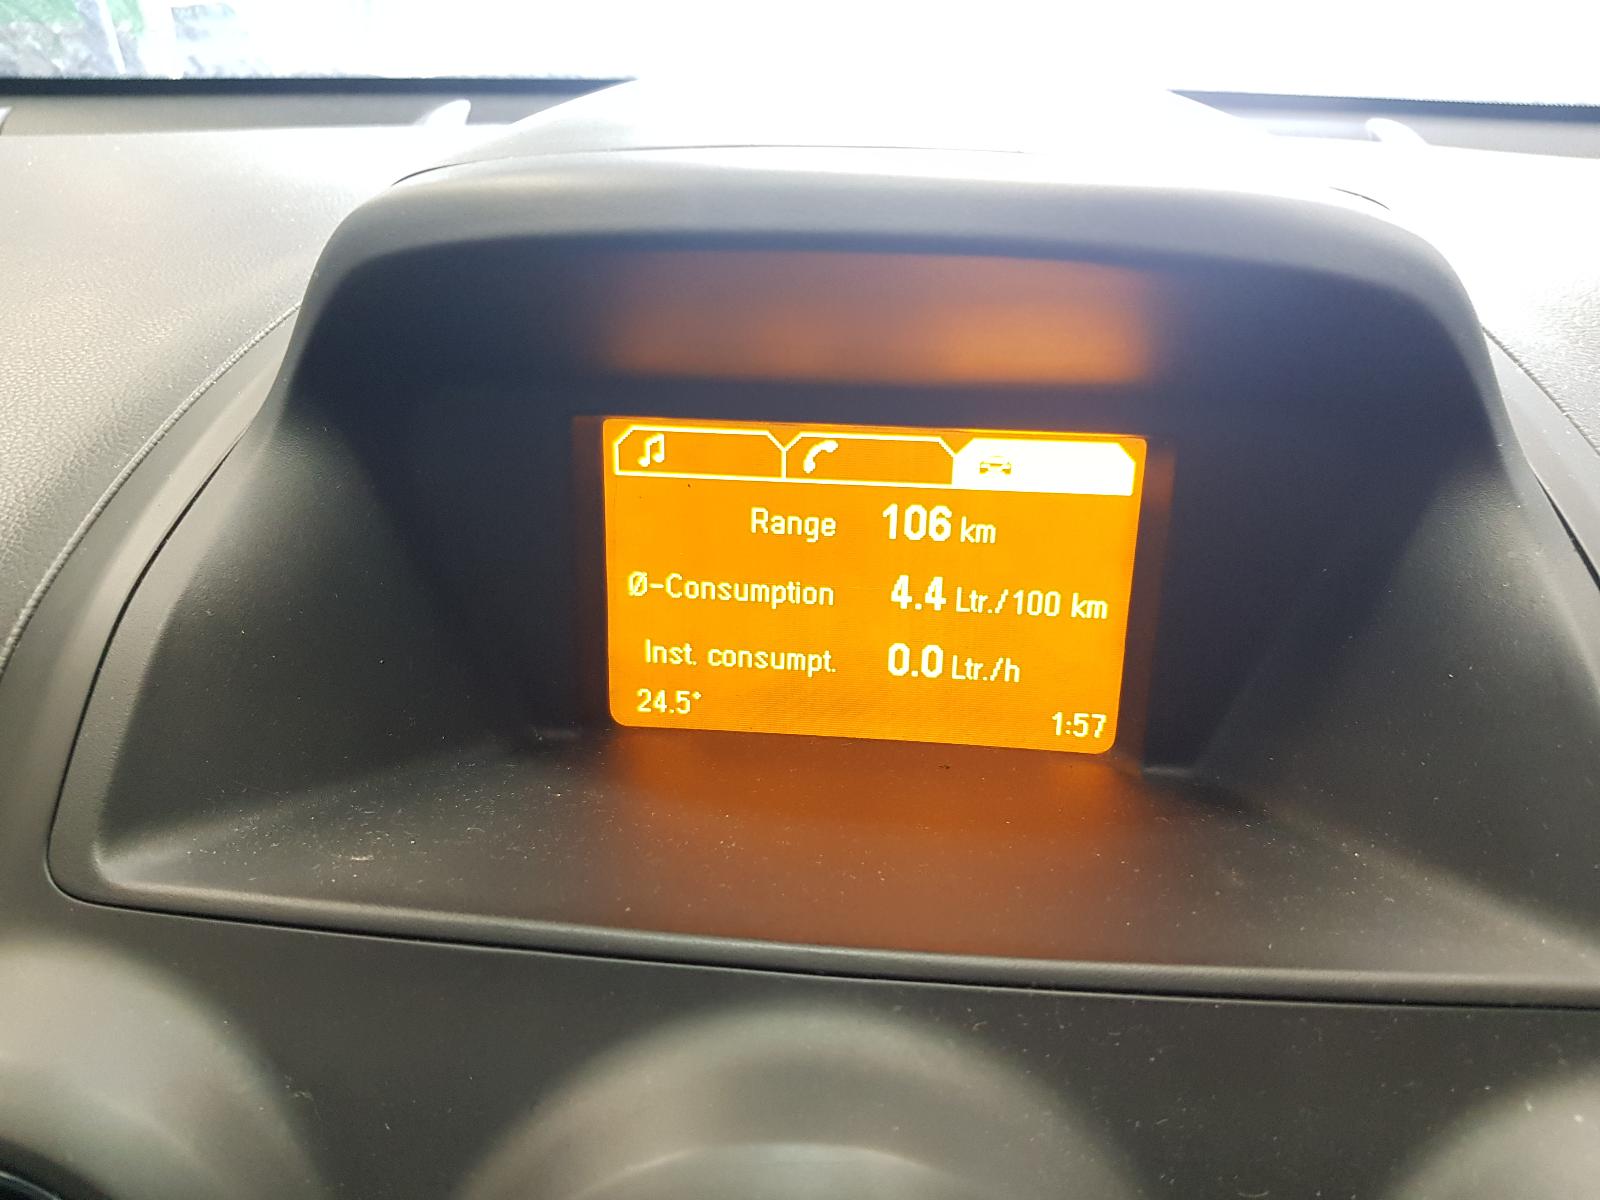 Range 106 km
Ø-Consumption 4.4 Ltr./100 km
Inst. consumpt. 0.0 Ltr./h
24.5° 1:57